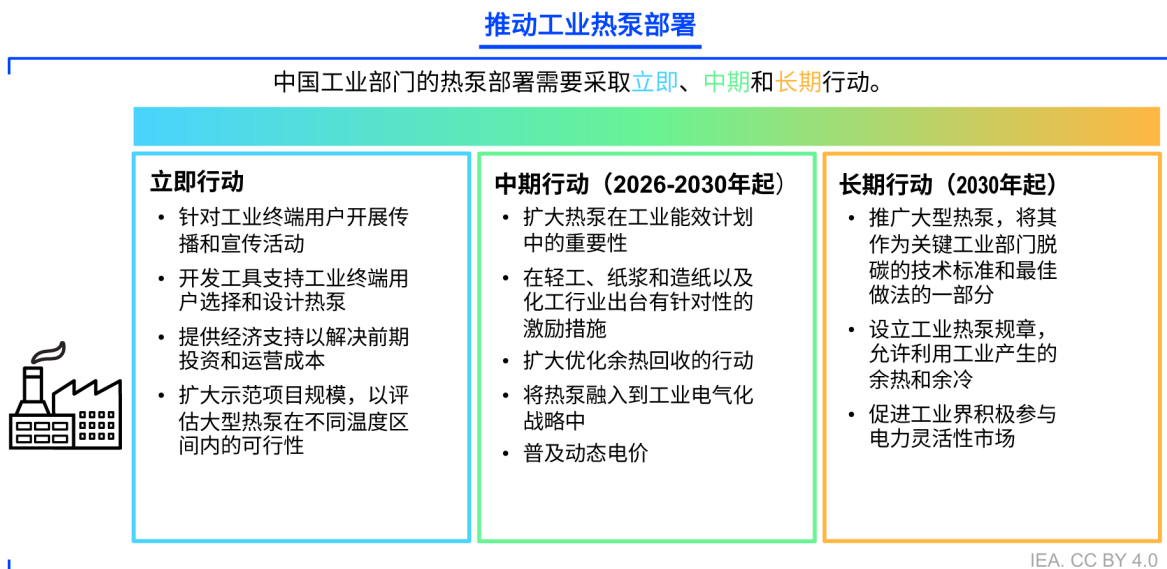 推动工业热泵部署
中国工业部门的热泵部署需要采取立即、中期和长期行动。
立即行动
• 针对工业终端用户开展传
播和宣传活动
• 开发工具支持工业终端用
户选择和设计热泵
• 提供经济支持以解决前期
投资和运营成本
• 扩大示范项目规模，以评
估大型热泵在不同温度区
间内的可行性
中期行动（2026-2030年起）
• 扩大热泵在工业能效计划
中的重要性
• 在轻工、纸浆和造纸以及
化工行业出台有针对性的
激励措施
• 扩大优化余热回收的行动
• 将热泵融入到工业电气化
战略中
• 普及动态电价
长期行动（2030年起）
• 推广大型热泵，将其
作为关键工业部门脱
碳的技术标准和最佳
做法的一部分
• 设立工业热泵规章，
允许利用工业产生的
余热和余冷
• 促进工业界积极参与
电力灵活性市场
IEA. CC BY 4.0